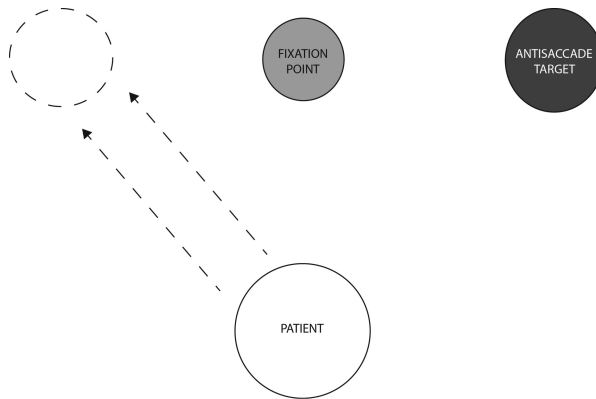 FIXATION
POINT
ANTISACCADE
TARGET
PATIENT